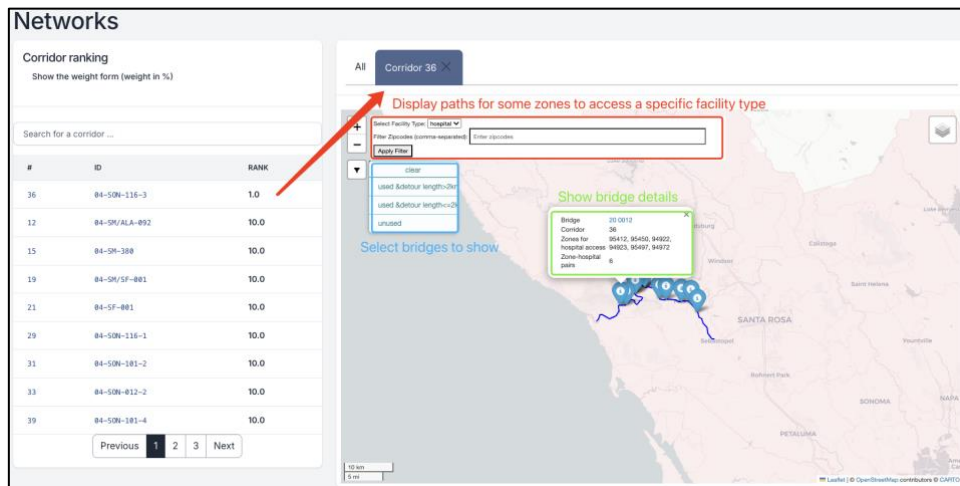 Networks
Corridor ranking
Show the weight form (weight in %)
Search for a corridor ...
# ID RANK
36 04-SON-116-3 1.0
12 04-SM/ALA-092 10.0
15 04-SM-380 10.0
19 04-SM/SF-001 10.0
21 04-SF-001 10.0
29 04-SON-116-1 10.0
31 04-SON-101-2 10.0
33 04-SON-012-2 10.0
39 04-SON-101-4 10.0
Previous 1 2 3 Next
All Corridor 36 ×
Display paths for some zones to access a specific facility type
+
−
Select Facility Type: hospital
Filter Zipcodes (comma-separated): Enter zipcodes
Apply Filter
clear
used &detour length>2km
used &detour length<=2k
unused
Select bridges to show
Show bridge details
×
Bridge 20 0012
Corridor 36
Zones for hospital access 95412, 95450, 94922, 94923, 95497, 94972
Zone-hospital pairs 6
Windsor
Calistoga
Saint Helena
SANTA ROSA
Sebastopol
Yountville
Rohnert Park
SONOMA
NAPA
PETALUMA
10 km
5 mi
Leaflet | © OpenStreetMap contributors © CARTO